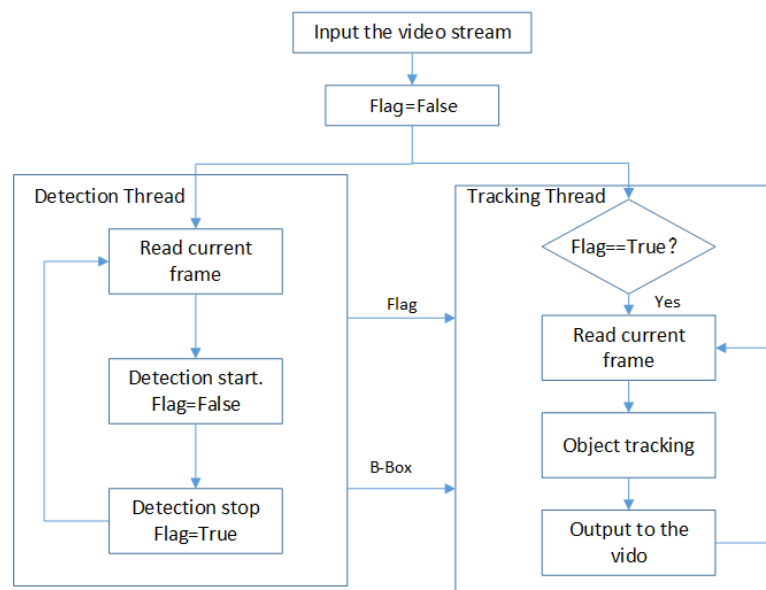 Input the video stream
Flag=False
Detection Thread
Read current
frame
Detection start.
Flag=False
Detection stop
Flag=True
Flag
B-Box
Tracking Thread
Flag==True?
Yes
Read current
frame
Object tracking
Output to the
vido